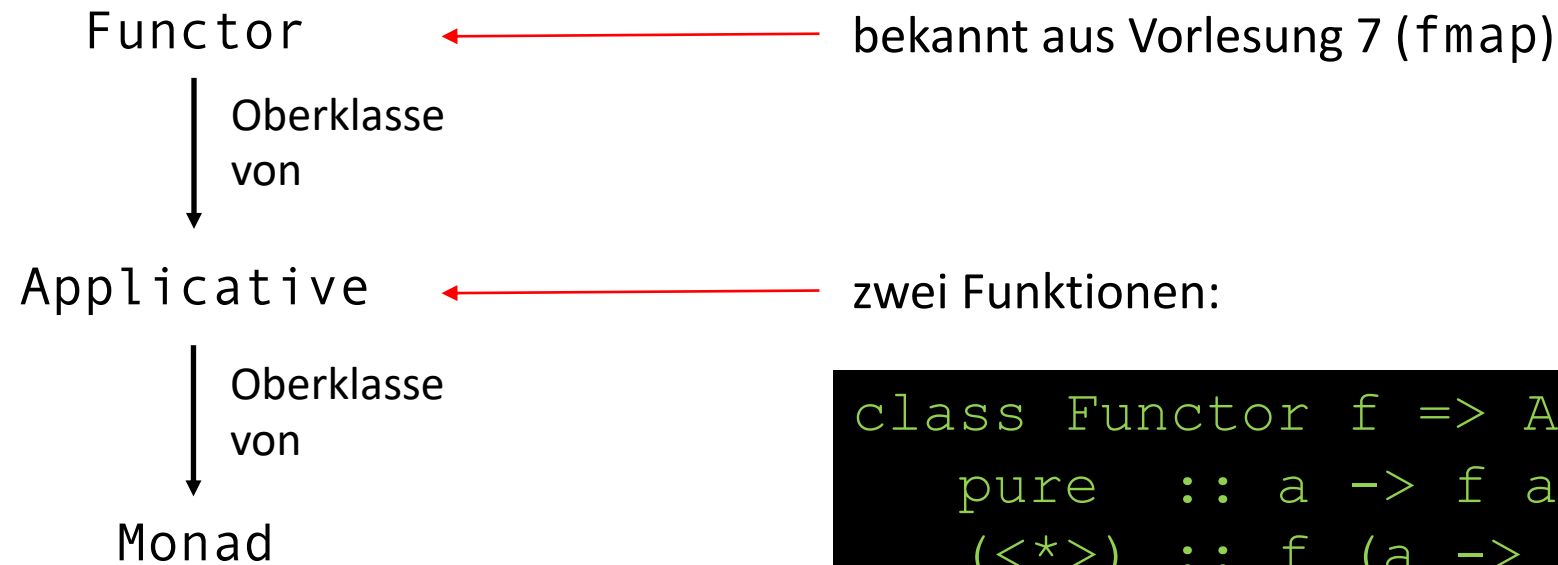 Functor
bekannt aus Vorlesung 7 (fmap)
Oberklasse
von
Applicative
zwei Funktionen:
Oberklasse
von
class Functor f => A
pure :: a -> f a
(<*>) :: f (a ->
Monad